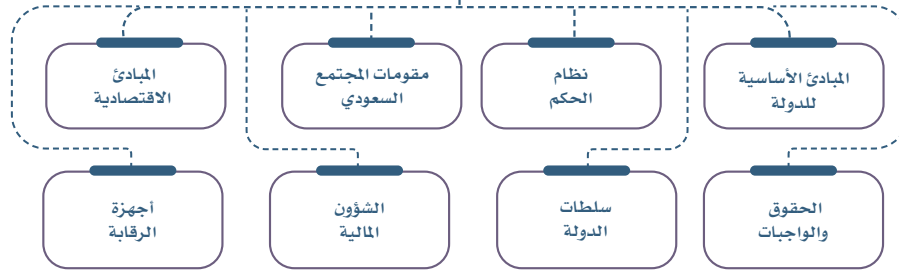 المبادئ الأساسية
للدولة
نظام
الحكم
مقومات المجتمع
السعودي
المبادئ
الاقتصادية
الحقوق
والواجبات
سلطات
الدولة
الشؤون
المالية
أجهزة
الرقابة